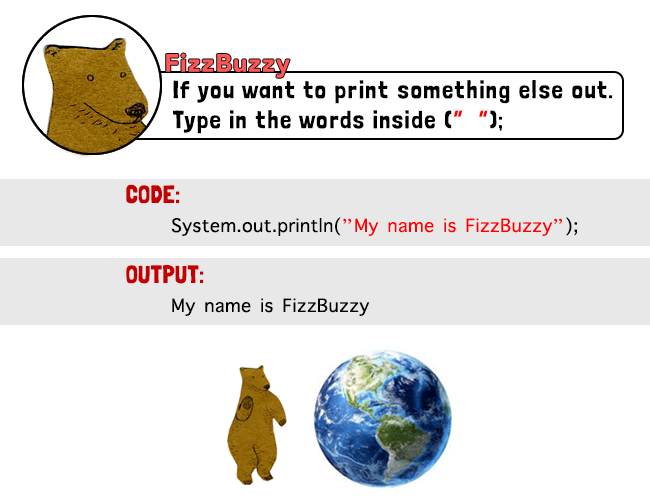 FizzBuzzy
If you want to print something else out.
Type in the words inside (" ");
CODE:
System.out.println(”My name is FizzBuzzy”);
OUTPUT:
My name is FizzBuzzy